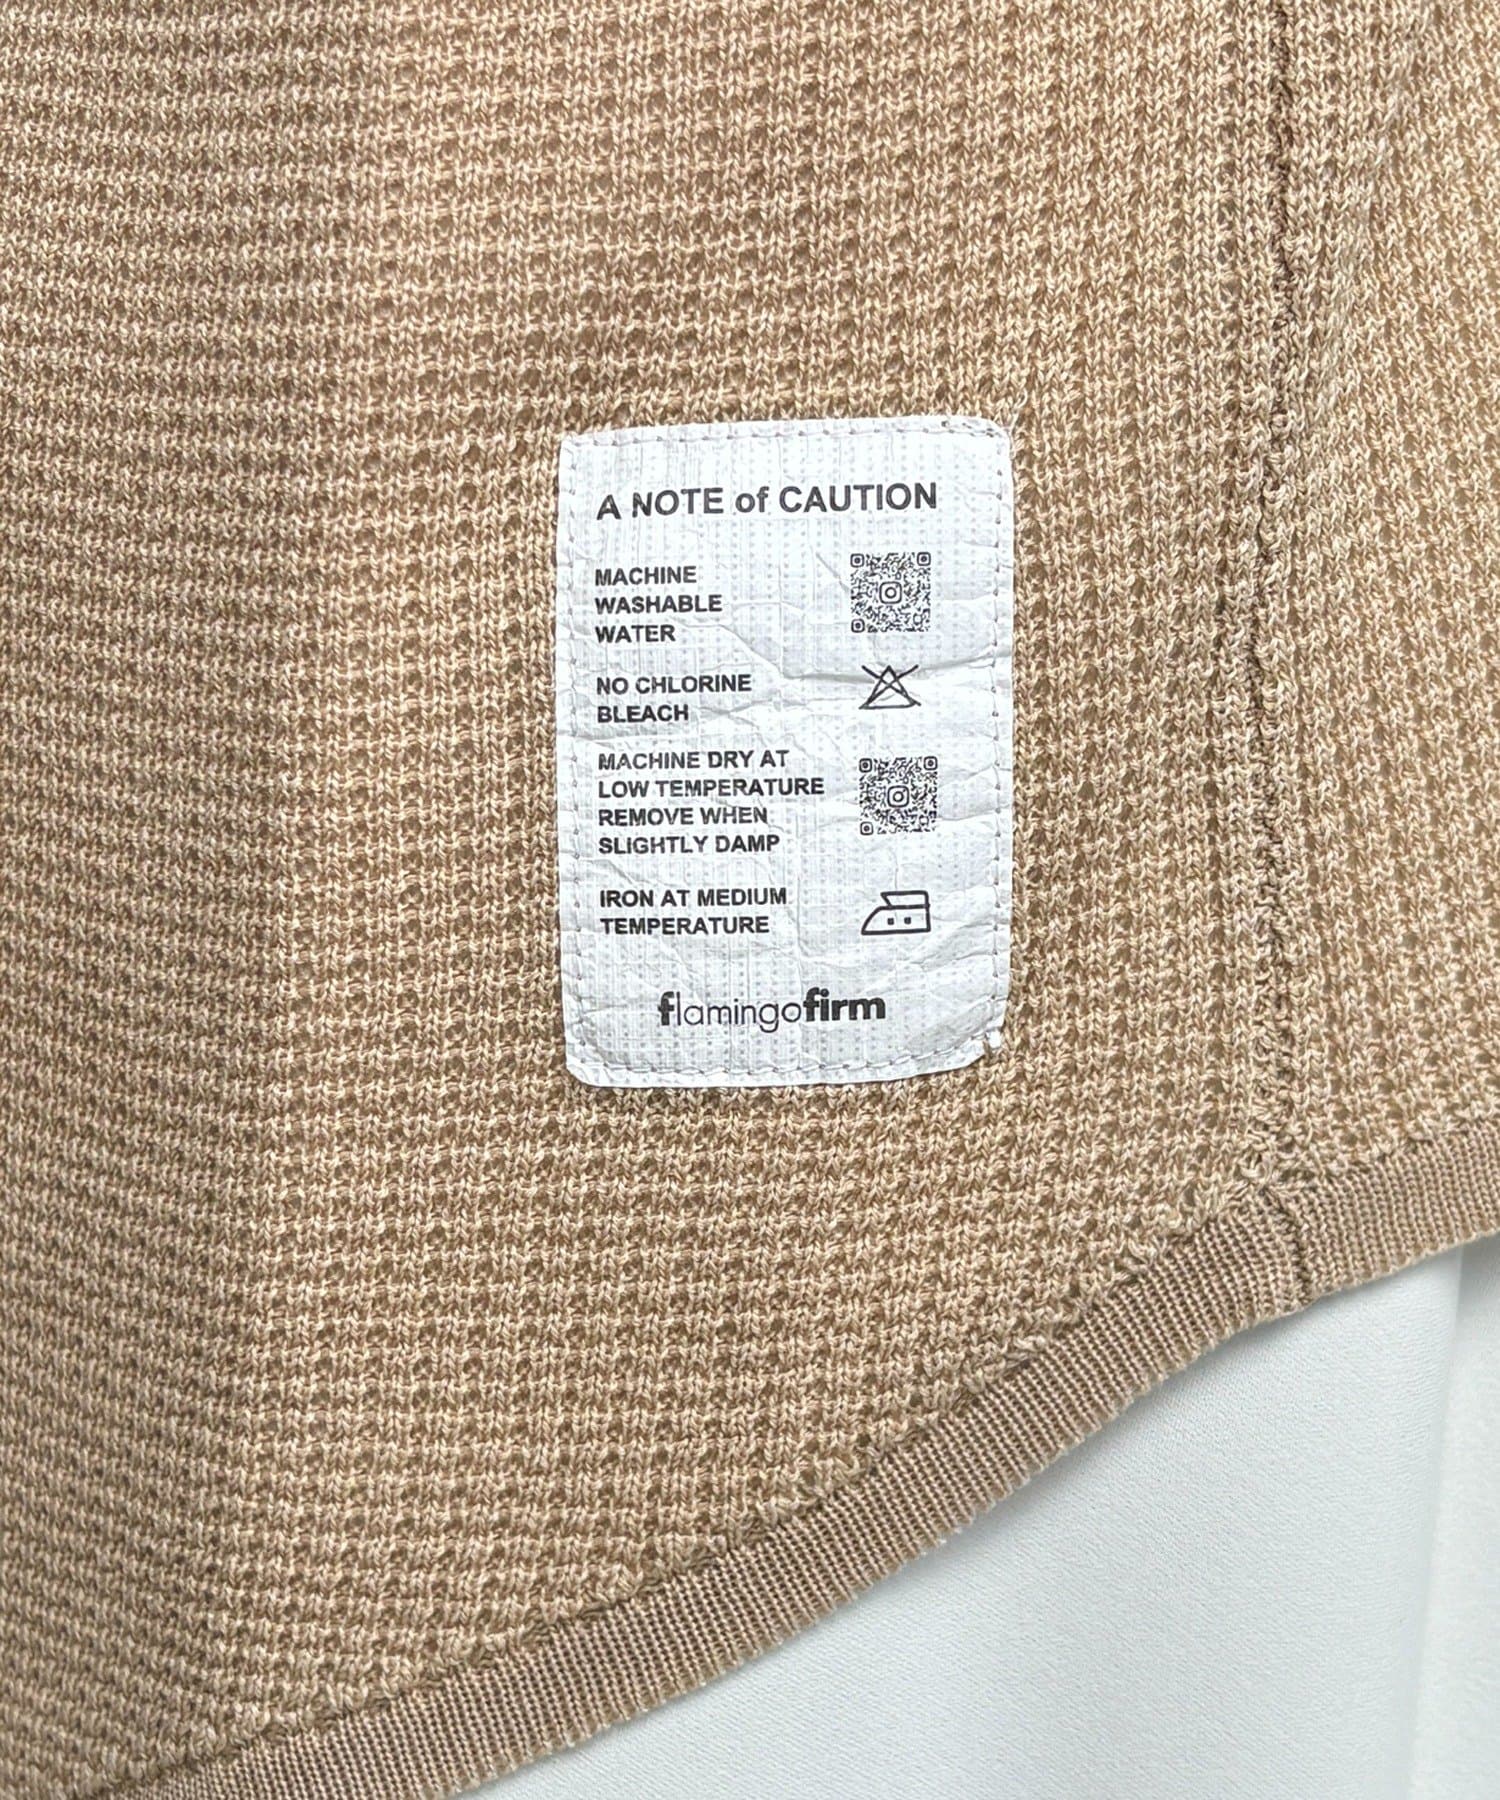 A NOTE of CAUTION
MACHINE
WASHABLE
WATER
NO CHLORINE
BLEACH
MACHINE DRY AT
LOW TEMPERATURE
REMOVE WHEN
SLIGHTLY DAMP
IRON AT MEDIUM
TEMPERATURE
flamingofirm